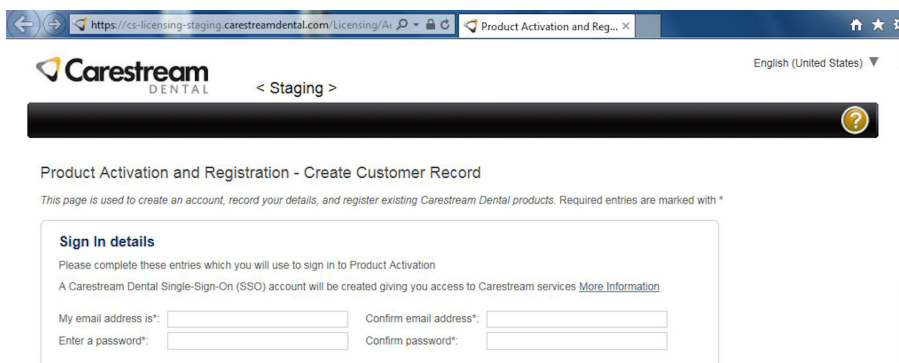 https://cs-licensing-staging.carestreamdental.com/Licensing/Ac
Product Activation and Reg...
Carestream
DENTAL
< Staging >
English (United States)
?
Product Activation and Registration - Create Customer Record
This page is used to create an account, record your details, and register existing Carestream Dental products. Required entries are marked with *
Sign In details
Please complete these entries which you will use to sign in to Product Activation
A Carestream Dental Single-Sign-On (SSO) account will be created giving you access to Carestream services More Information
My email address is*: Confirm email address*:
Enter a password*: Confirm password*: